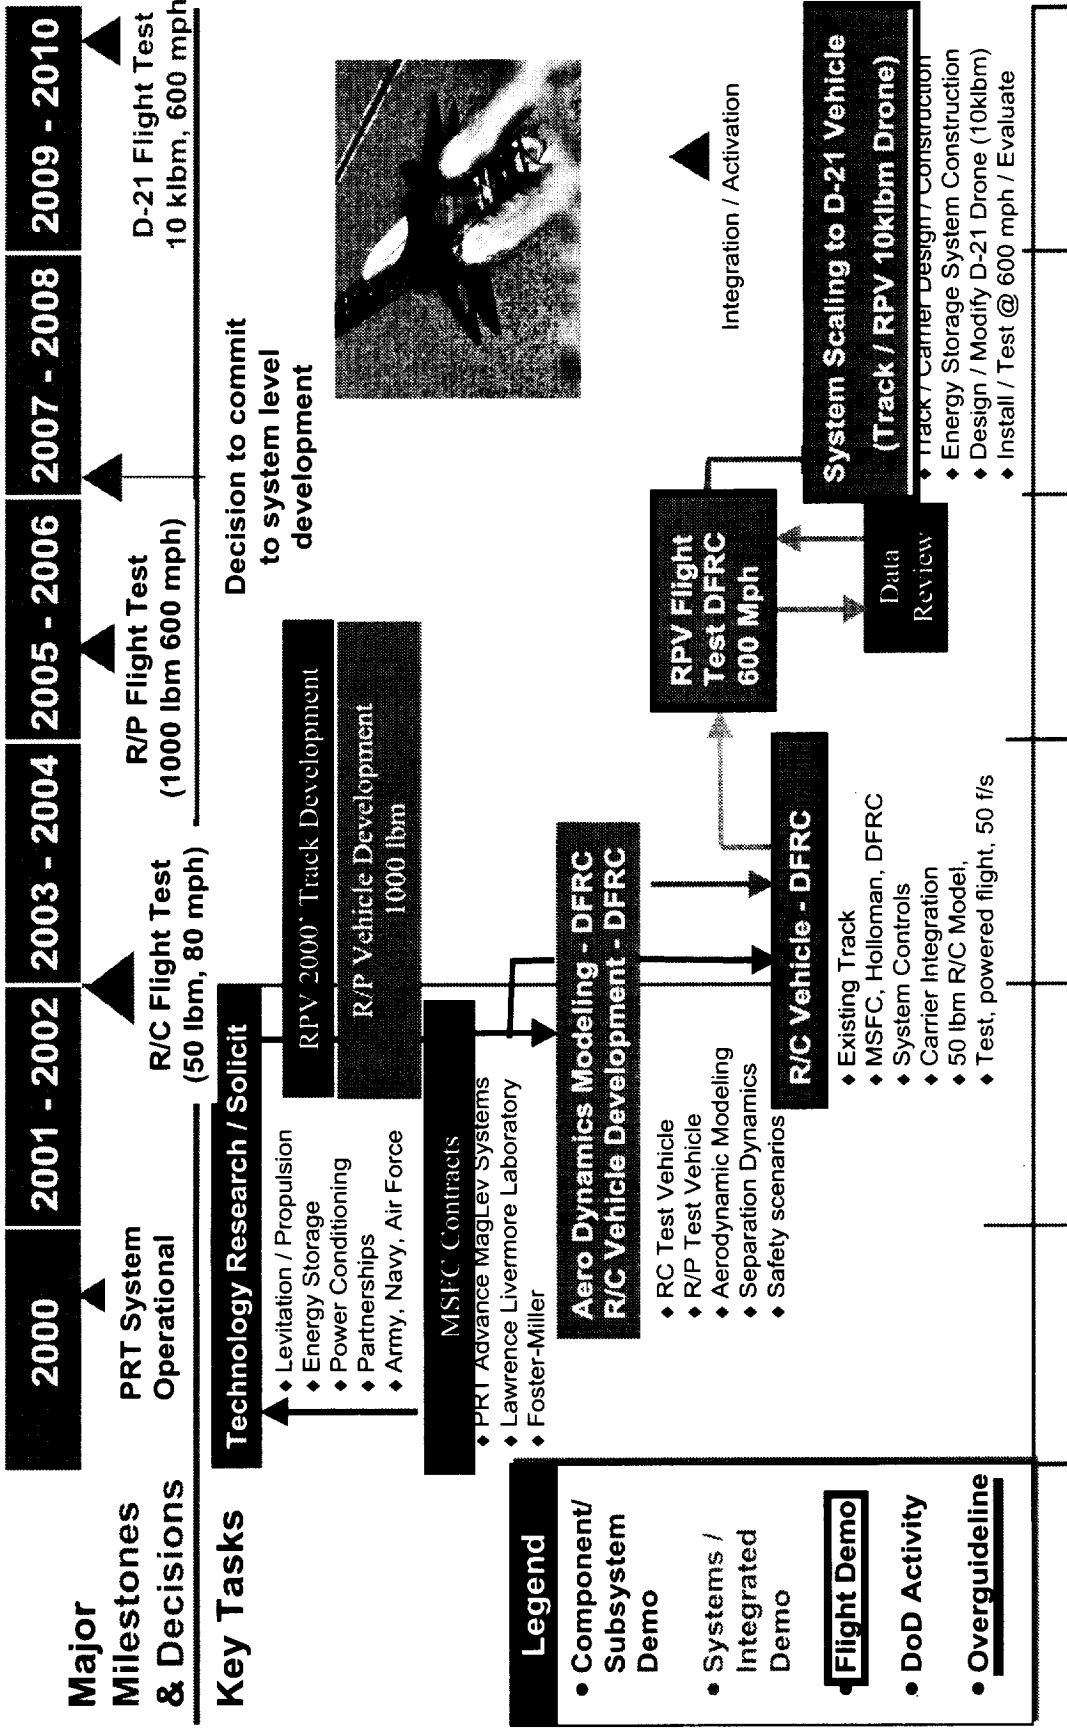 Major
Milestones
& Decisions
2000
2001 - 2002
2003 - 2004
2005 - 2006
2007 - 2008
2009 - 2010
PRT System
Operational
R/C Flight Test
(50 lbm, 80 mph)
R/P Flight Test
(1000 lbm 600 mph)
Decision to commit
to system level
development
D-21 Flight Test
10 klbm, 600 mph
Key Tasks
Technology Research / Solicit
♦ Levitation / Propulsion
♦ Energy Storage
♦ Power Conditioning
♦ Partnerships
♦ Army, Navy, Air Force
RPV 2000' Track Development
R/P Vehicle Development
1000 lbm
MSFC Contracts
♦ PRT Advance MagLev Systems
♦ Lawrence Livermore Laboratory
♦ Foster-Miller
Aero Dynamics Modeling - DFRC
R/C Vehicle Development - DFRC
♦ RC Test Vehicle
♦ R/P Test Vehicle
♦ Aerodynamic Modeling
♦ Separation Dynamics
♦ Safety scenarios
R/C Vehicle - DFRC
♦ Existing Track
♦ MSFC, Holloman, DFRC
♦ System Controls
♦ Carrier Integration
♦ 50 lbm R/C Model,
♦ Test, powered flight, 50 f/s
RPV Flight
Test DFRC
600 Mph
Data
Review
Integration / Activation
System Scaling to D-21 Vehicle
(Track / RPV 10klbm Drone)
♦ Track / Carrier Design / Construction
♦ Energy Storage System Construction
♦ Design / Modify D-21 Drone (10klbm)
♦ Install / Test @ 600 mph / Evaluate
Legend
• Component/
Subsystem
Demo
• Systems /
Integrated
Demo
• Flight Demo
• DoD Activity
• Overguideline